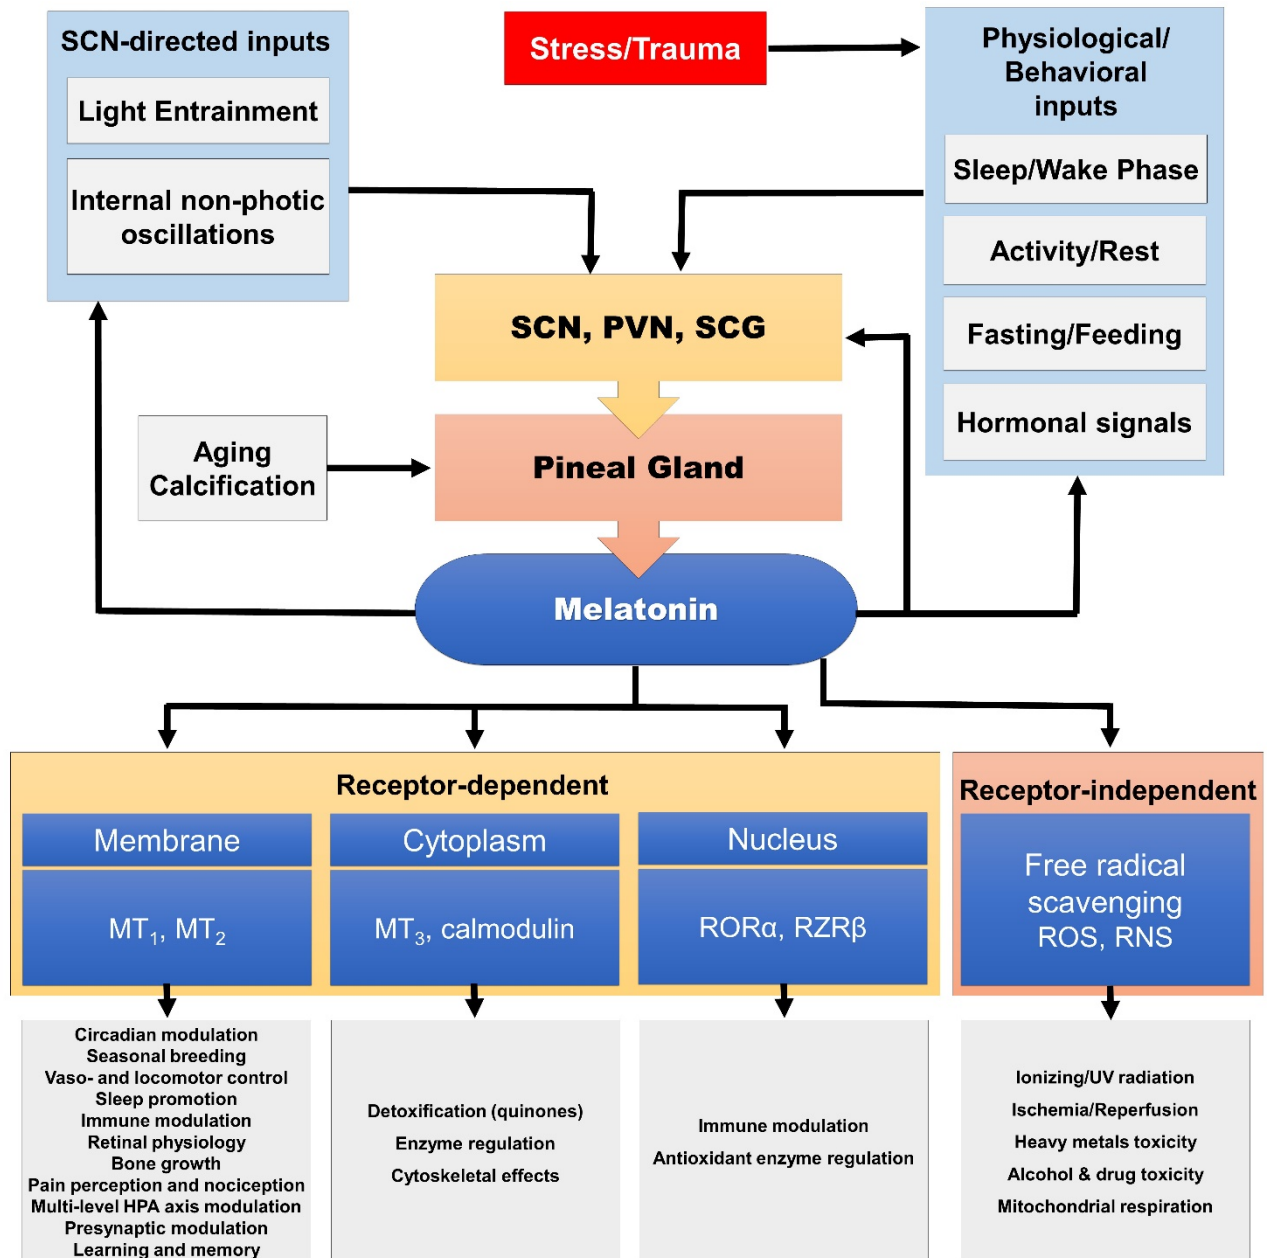 SCN-directed inputs
Light Entrainment
Internal non-photic
oscillations
Stress/Trauma
Physiological/
Behavioral
inputs
Sleep/Wake Phase
Activity/Rest
Fasting/Feeding
Hormonal signals
SCN, PVN, SCG
Aging
Calcification
Pineal Gland
Melatonin
Receptor-dependent
Membrane
MT₁, MT₂
Cytoplasm
MT₃, calmodulin
Nucleus
RORα, RZRβ
Receptor-independent
Free radical
scavenging
ROS, RNS
Circadian modulation
Seasonal breeding
Vaso- and locomotor control
Sleep promotion
Immune modulation
Retinal physiology
Bone growth
Pain perception and nociception
Multi-level HPA axis modulation
Presynaptic modulation
Learning and memory
Detoxification (quinones)
Enzyme regulation
Cytoskeletal effects
Immune modulation
Antioxidant enzyme regulation
Ionizing/UV radiation
Ischemia/Reperfusion
Heavy metals toxicity
Alcohol & drug toxicity
Mitochondrial respiration